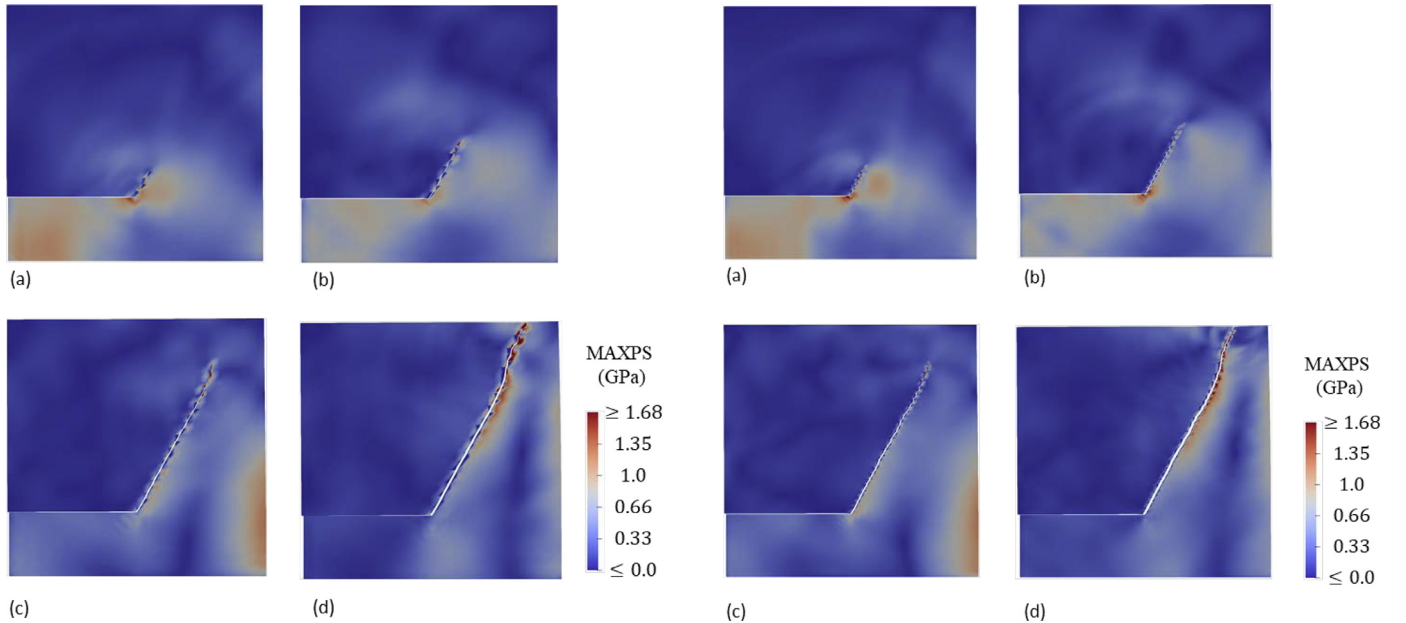 (a)
(b)
(a)
(b)
MAXPS
(GPa)
≥ 1.68
1.35
1.0
0.66
0.33
≤ 0.0
MAXPS
(GPa)
≥ 1.68
1.35
1.0
0.66
0.33
≤ 0.0
(c)
(d)
(c)
(d)